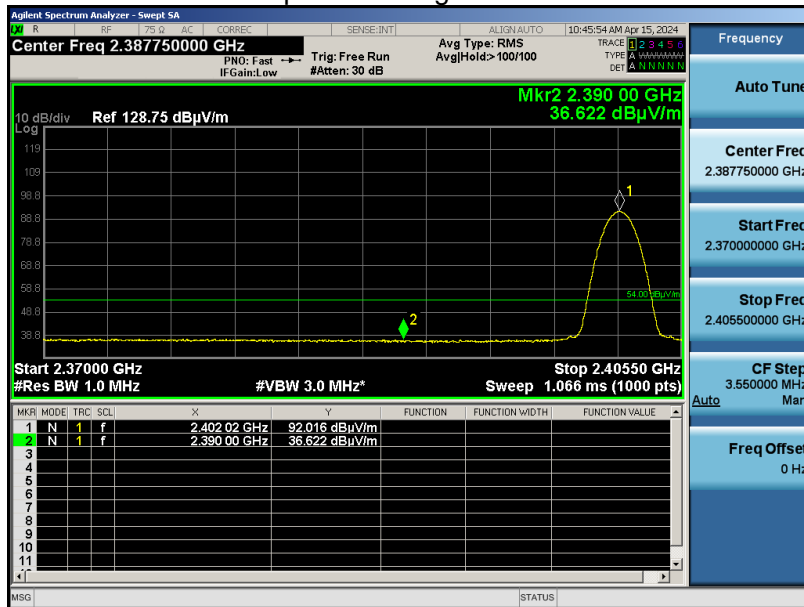 Agilent Spectrum Analyzer - Swept SA
LXI R RF 75 Ω AC CORREC SENSE:INT ALIGN AUTO 10:45:54 AM Apr 15, 2024
Center Freq 2.387750000 GHz
PNO: Fast
IFGain:Low
Trig: Free Run
#Atten: 30 dB
Avg Type: RMS
Avg|Hold:>100/100
TRACE 1 2 3 4 5 6
TYPE A
DET A N N N N N
Frequency
Auto Tune
Center Freq
2.387750000 GHz
Start Freq
2.370000000 GHz
Stop Freq
2.405500000 GHz
CF Step
3.550000 MHz
Auto Man
Freq Offset
0 Hz
Mkr2 2.390 00 GHz
36.622 dBµV/m
10 dB/div Ref 128.75 dBµV/m
Log
119
109
98.8
88.8
78.8
68.8
58.8
48.8
38.8
1
54.00 dBµV/m
2
Start 2.37000 GHz Stop 2.40550 GHz
#Res BW 1.0 MHz #VBW 3.0 MHz* Sweep 1.066 ms (1000 pts)
MKR MODE TRC SCL X Y FUNCTION FUNCTION WIDTH FUNCTION VALUE
1 N 1 f 2.402 02 GHz 92.016 dBµV/m
2 N 1 f 2.390 00 GHz 36.622 dBµV/m
3
4
5
6
7
8
9
10
11
MSG STATUS